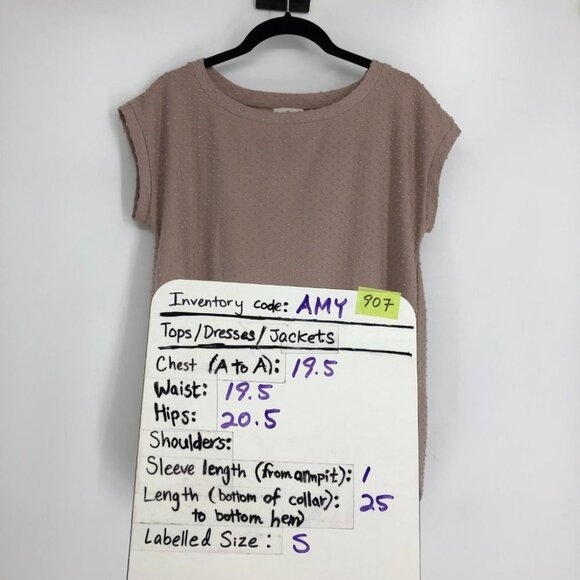 Inventory code: AMY 907
Tops/Dresses/Jackets
Chest (A to A): 19.5
Waist: 19.5
Hips: 20.5
Shoulders:
Sleeve length (from armpit): 1
Length (bottom of collar): 25
to bottom hem)
Labelled Size: S